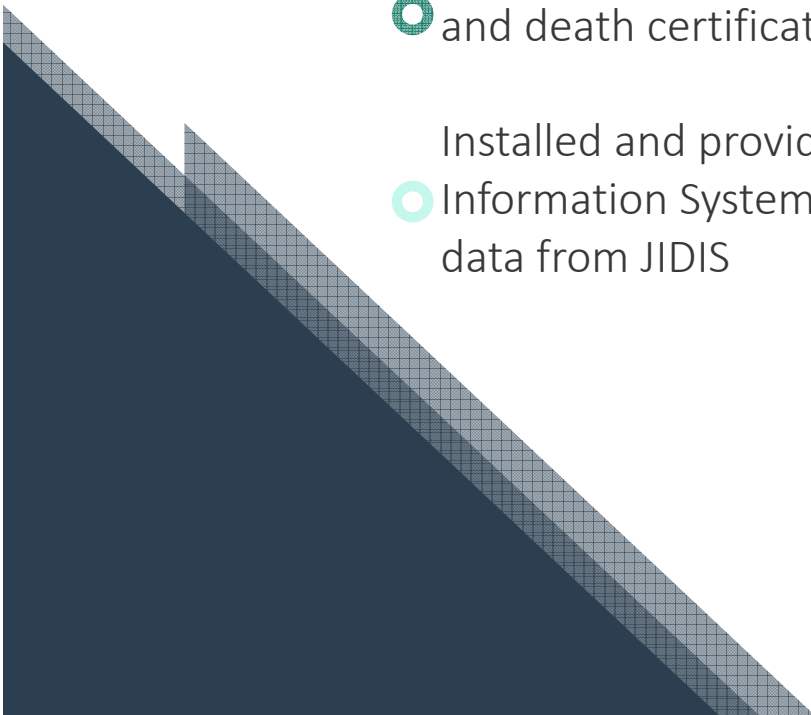 and death certificat
Installed and provid
Information System
data from JIDIS